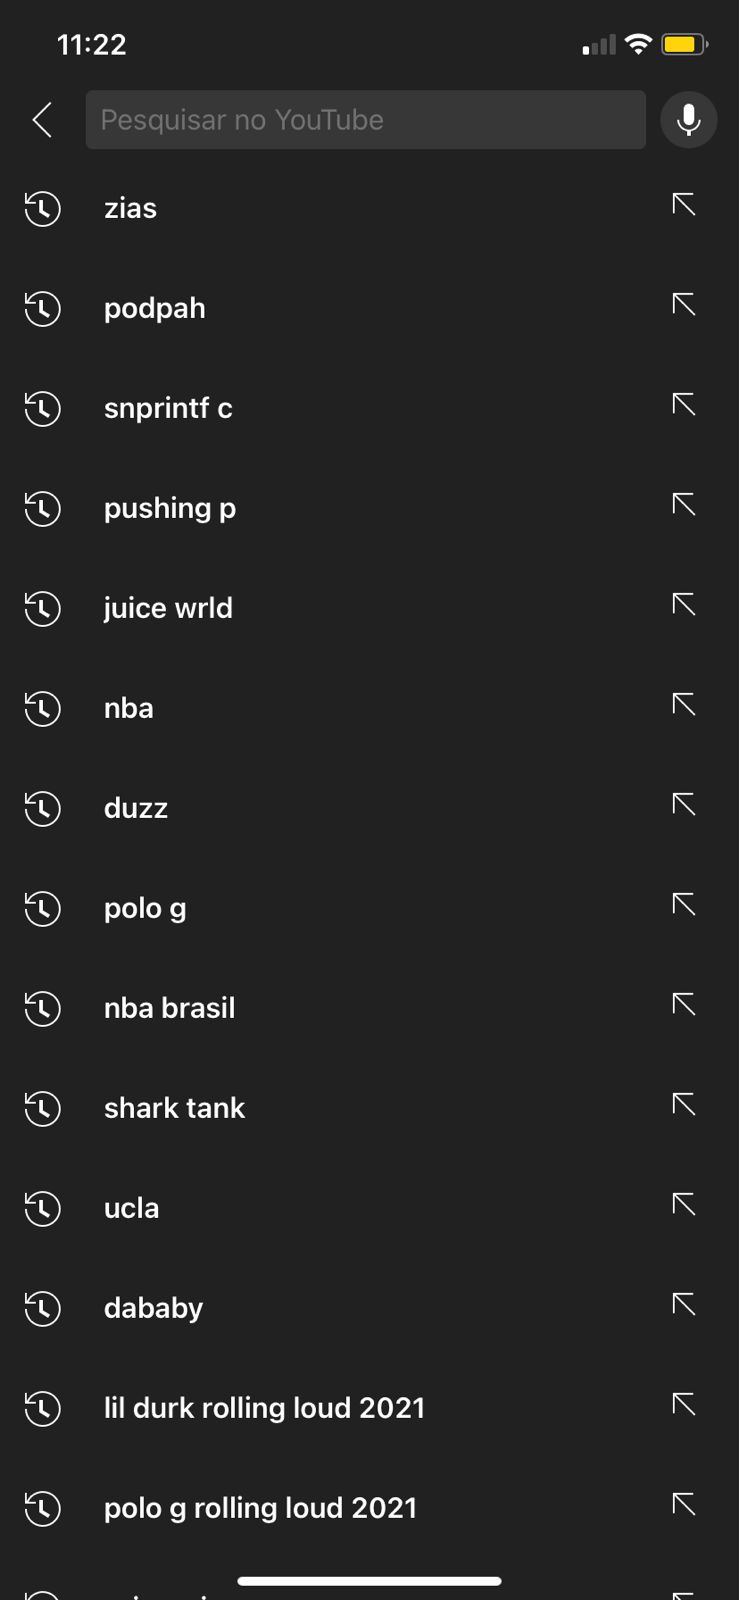 11:22
Pesquisar no YouTube
zias
podpah
snprintf c
pushing p
juice wrld
nba
duzz
polo g
nba brasil
shark tank
ucla
dababy
lil durk rolling loud 2021
polo g rolling loud 2021